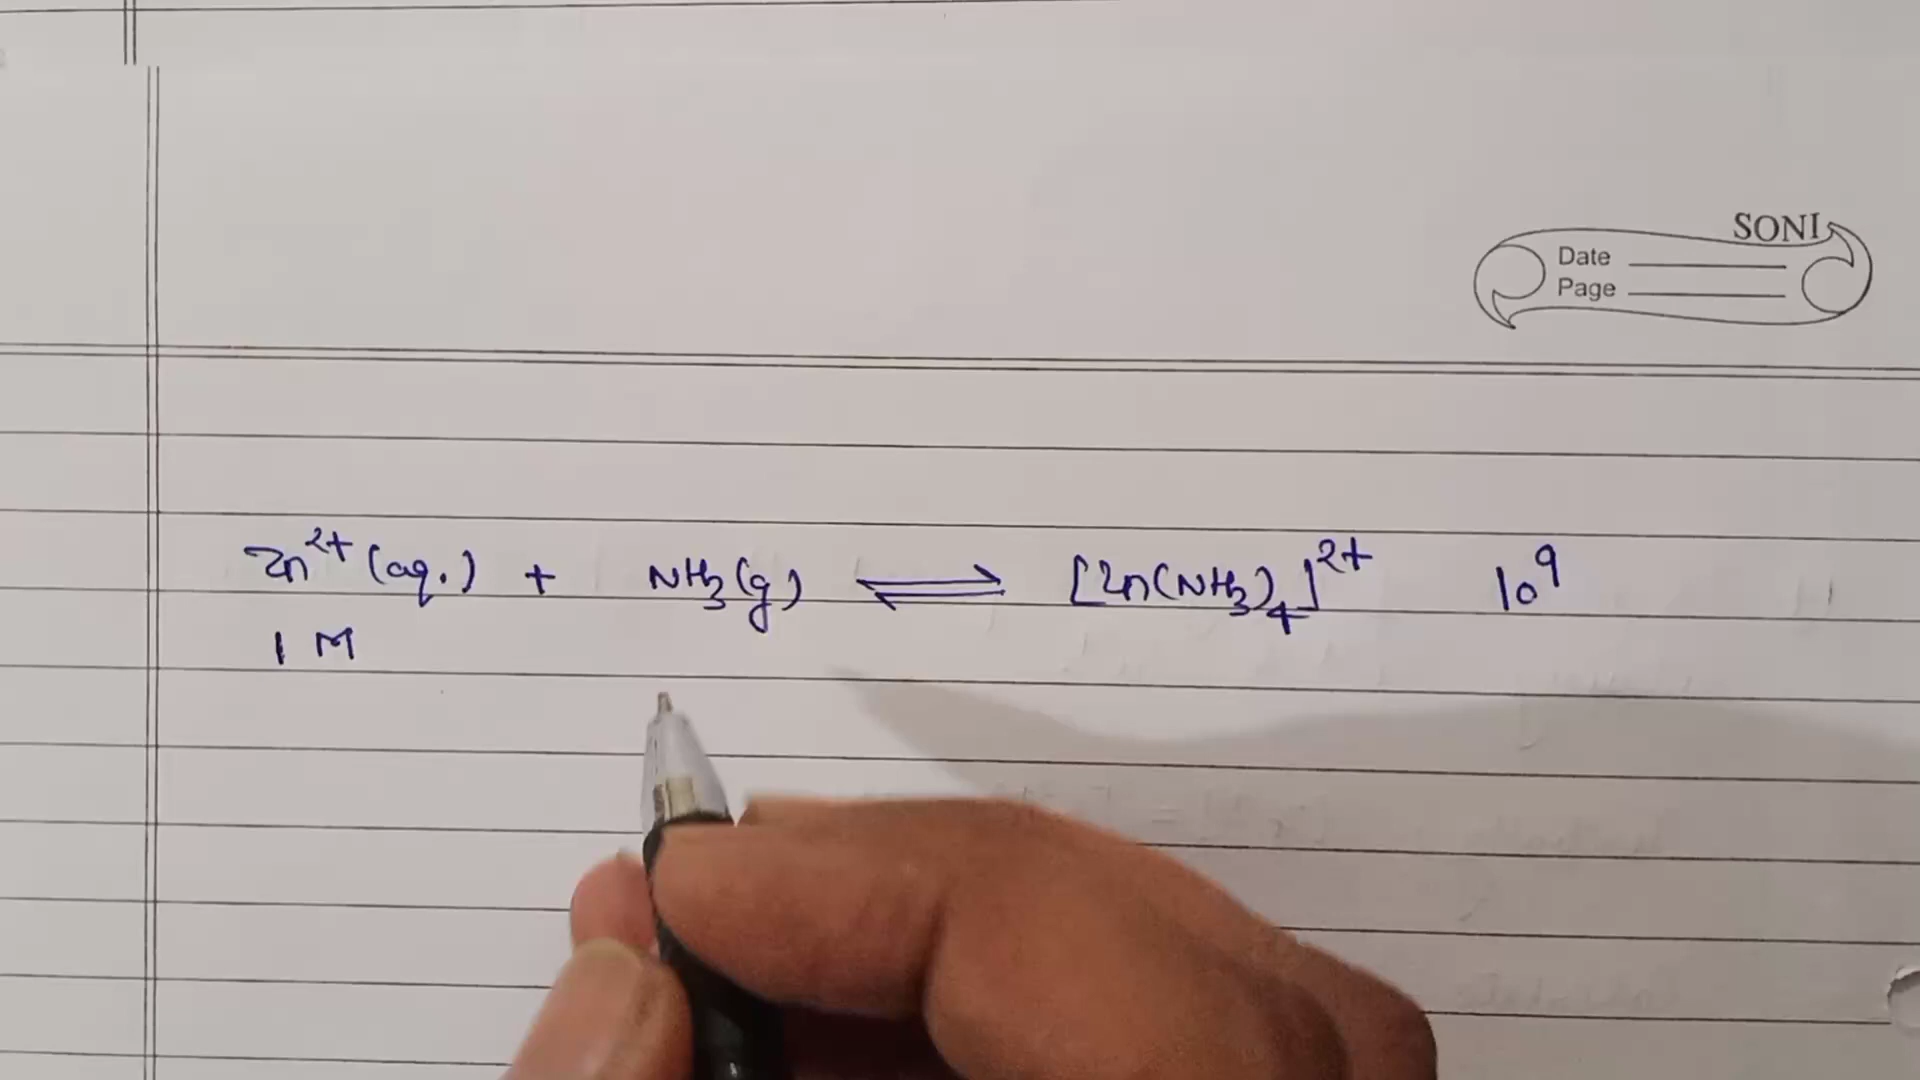 SONI
Date
Page
Zn²⁺(aq.) + NH₃(g) ⇌ [Zn(NH₃)₄]²⁺ 10⁹
1 M